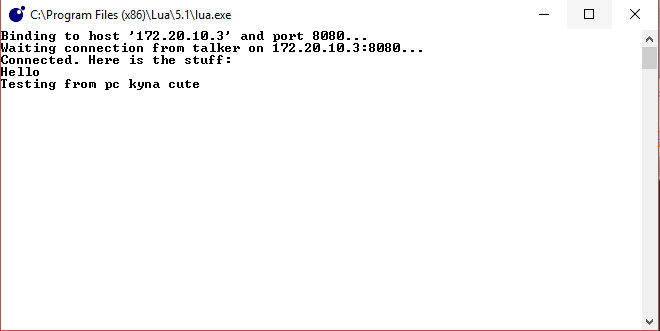 C:\Program Files (x86)\Lua\5.1\lua.exe
Binding to host '172.20.10.3' and port 8080...
Waiting connection from talker on 172.20.10.3:8080...
Connected. Here is the stuff:
Hello
Testing from pc kyna cute